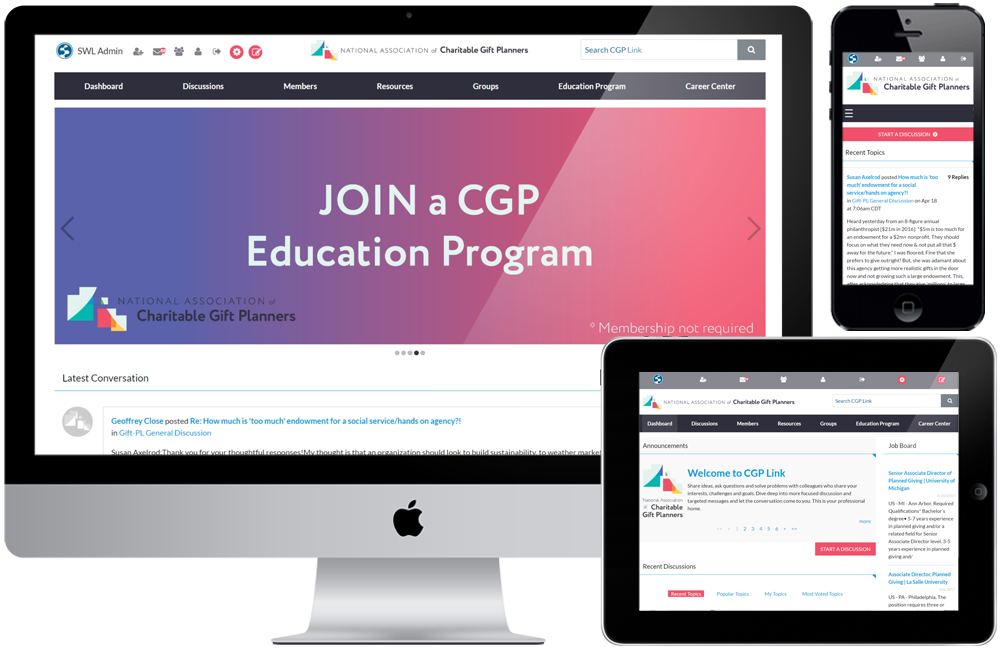 SWL Admin
NATIONAL ASSOCIATION of Charitable Gift Planners
Search CGP Link
Dashboard Discussions Members Resources Groups Education Program Career Center
JOIN a CGP
Education Program
NATIONAL ASSOCIATION of
Charitable Gift Planners
° Membership not required
Latest Conversation
Geoffrey Close posted Re: How much is 'too much' endowment for a social service/hands on agency?!
in Gift-PL General Discussion
Susan Axelrod:Thank you for your thoughtful responses!My thought is that an organization should look to build sustainability, to weather market
NATIONAL ASSOCIATION of
Charitable Gift Planners
START A DISCUSSION
Recent Topics
Susan Axelrod posted How much is 'too 9 Replies
much' endowment for a social
service/hands on agency?!
in Gift-PL General Discussion on Apr 18
at 7:06am CDT
Heard yesterday from an 8-figure annual
philanthropist [$21m in 2016]: "$5m is too much for
an endowment for a $2m+ nonprofit. They should
focus on what they need now & not put all that $
away for the future." I was floored. Fine that she
prefers to give outright! But, she was adamant about
this agency getting more realistic gifts in the door
now and not growing such a large endowment. This,
NATIONAL ASSOCIATION of Charitable Gift Planners
Search CGP Link
Dashboard Discussions Members Resources Groups Education Program Career Center
Announcements
Welcome to CGP Link
Share ideas, ask questions and solve problems with colleagues who share your
interests, challenges and goals. Dive deep into more focused discussion and
targeted messages and let the conversation come to you. This is your professional
home.
National Association
of Charitable
Gift Planners
<< < 1 2 3 4 5 6 > >>
more
START A DISCUSSION
Recent Discussions
Recent Topics Popular Topics My Topics Most Voted Topics
Job Board
Senior Associate Director of
Planned Giving | University of
Michigan
US - MI - Ann Arbor, Required
Qualifications* Bachelor's
degree• 5-7 years experience
in planned giving and/or a
related field for Senior
Associate Director level. 3-5
years experience in planned
giving and/
Associate Director, Planned
Giving | La Salle University
US - PA - Philadelphia, The
position requires three or